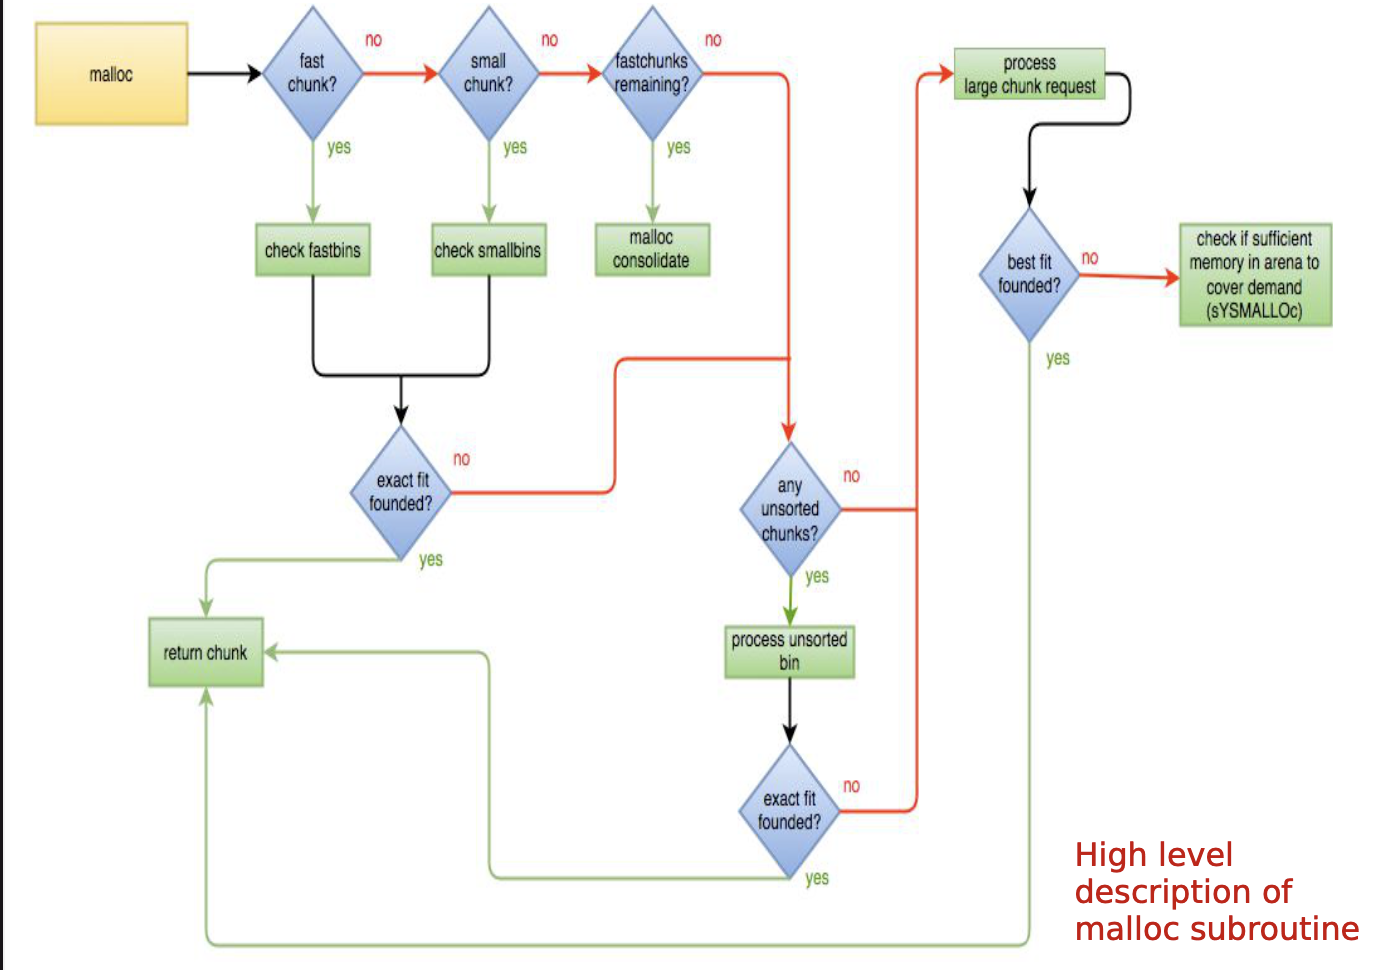 malloc
fast
chunk?
no
small
chunk?
no
fastchunks
remaining?
no
process
large chunk request
yes
yes
yes
check fastbins
check smallbins
malloc
consolidate
best fit
founded?
no
check if sufficient
memory in arena to
cover demand
(sYSMALLOc)
yes
exact fit
founded?
no
yes
any
unsorted
chunks?
no
yes
return chunk
process unsorted
bin
exact fit
founded?
no
yes
High level
description of
malloc subroutine